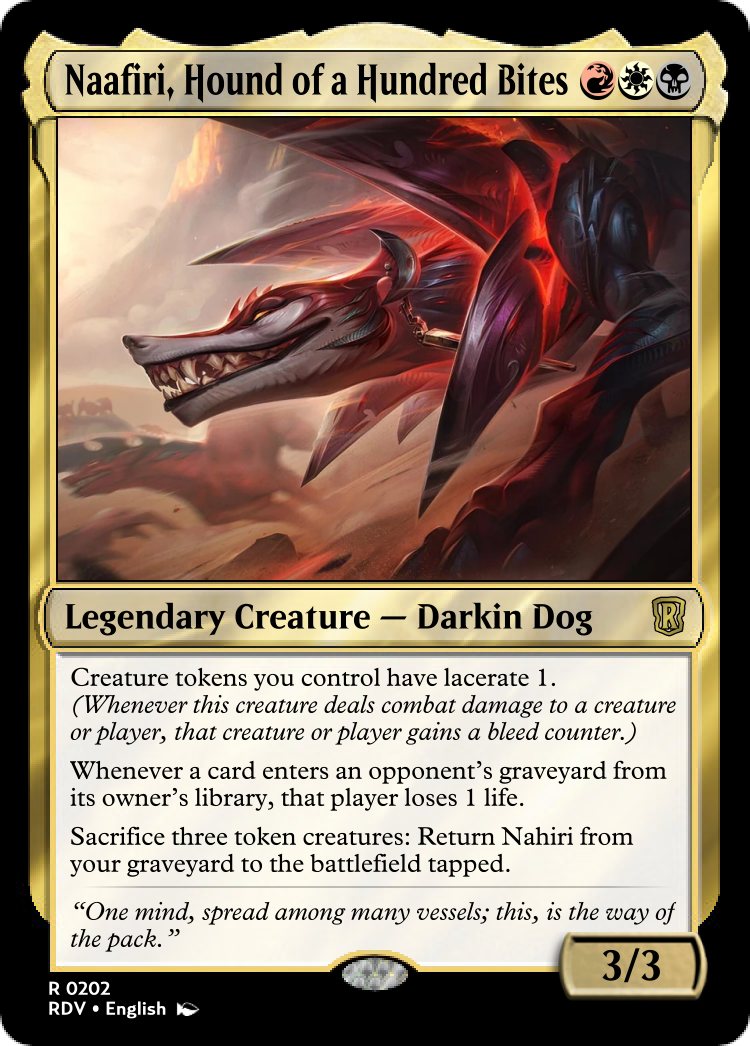 Naafiri, Hound of a Hundred Bites
Legendary Creature — Darkin Dog
R
Creature tokens you control have lacerate 1.
(Whenever this creature deals combat damage to a creature
or player, that creature or player gains a bleed counter.)
Whenever a card enters an opponent's graveyard from
its owner's library, that player loses 1 life.
Sacrifice three token creatures: Return Nahiri from
your graveyard to the battlefield tapped.
“One mind, spread among many vessels; this, is the way of
the pack.”
3/3
R 0202
RDV • English